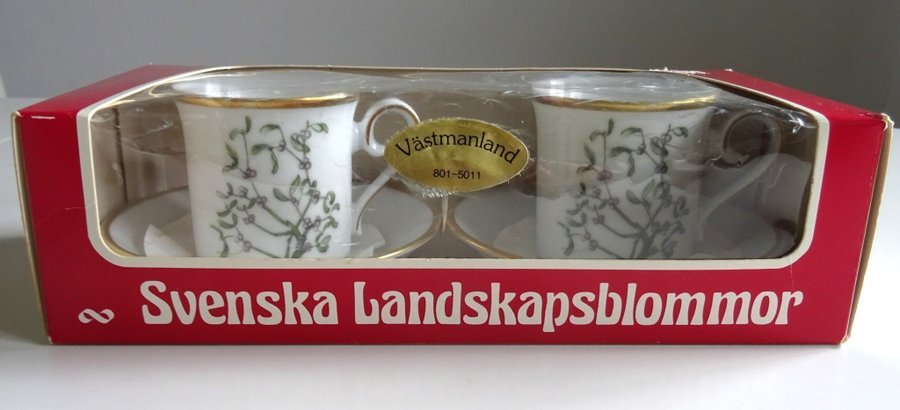 Västmanland
801-5011
Svenska Landskapsblommor